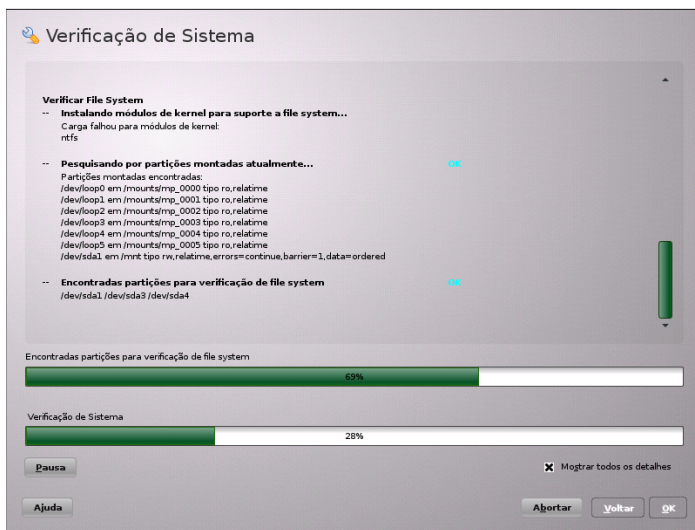 Verificação de Sistema
Verificar File System
-- Instalando módulos de kernel para suporte a file system...
Carga falhou para módulos de kernel:
ntfs
-- Pesquisando por partições montadas atualmente... OK
Partições montadas encontradas:
/dev/loop0 em /mounts/mp_0000 tipo ro,relatime
/dev/loop1 em /mounts/mp_0001 tipo ro,relatime
/dev/loop2 em /mounts/mp_0002 tipo ro,relatime
/dev/loop3 em /mounts/mp_0003 tipo ro,relatime
/dev/loop4 em /mounts/mp_0004 tipo ro,relatime
/dev/loop5 em /mounts/mp_0005 tipo ro,relatime
/dev/sda1 em /mnt tipo rw,relatime,errors=continue,barrier=1,data=ordered
-- Encontradas partições para verificação de file system OK
/dev/sda1 /dev/sda3 /dev/sda4
Encontradas partições para verificação de file system
69%
Verificação de Sistema
28%
Pausa
Mostrar todos os detalhes
Ajuda
Abortar
Voltar
OK